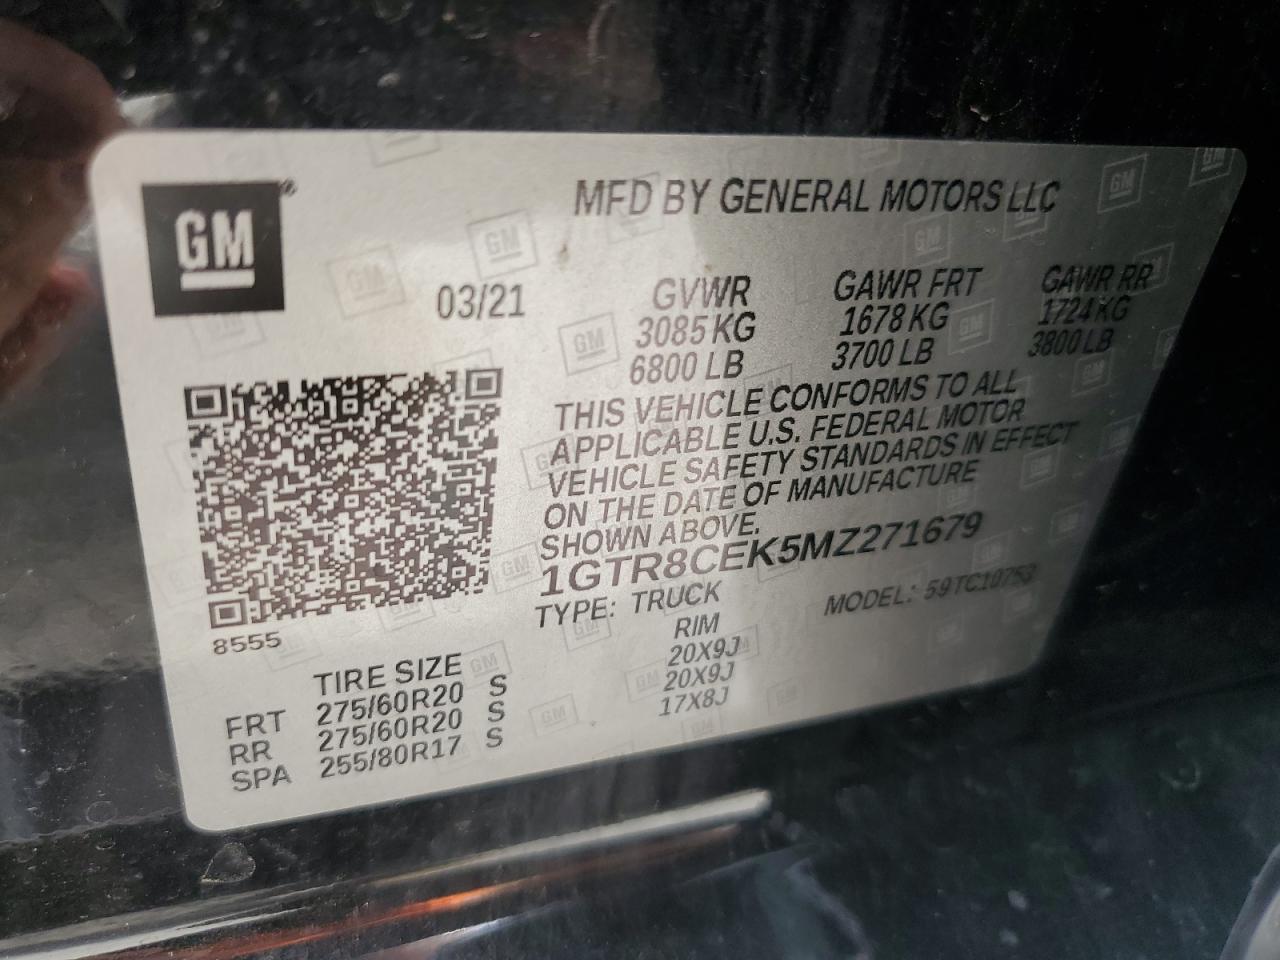 GM
MFD BY GENERAL MOTORS LLC
03/21
GVWR GAWR FRT GAWR RR
3085 KG 1678 KG 1724 KG
6800 LB 3700 LB 3800 LB
THIS VEHICLE CONFORMS TO ALL
APPLICABLE U.S. FEDERAL MOTOR
VEHICLE SAFETY STANDARDS IN EFFECT
ON THE DATE OF MANUFACTURE
SHOWN ABOVE.
1GTR8CEK5MZ271679
TYPE: TRUCK MODEL: 59TC10753
8555
TIRE SIZE RIM
FRT 275/60R20 S 20X9J
RR 275/60R20 S 20X9J
SPA 255/80R17 S 17X8J